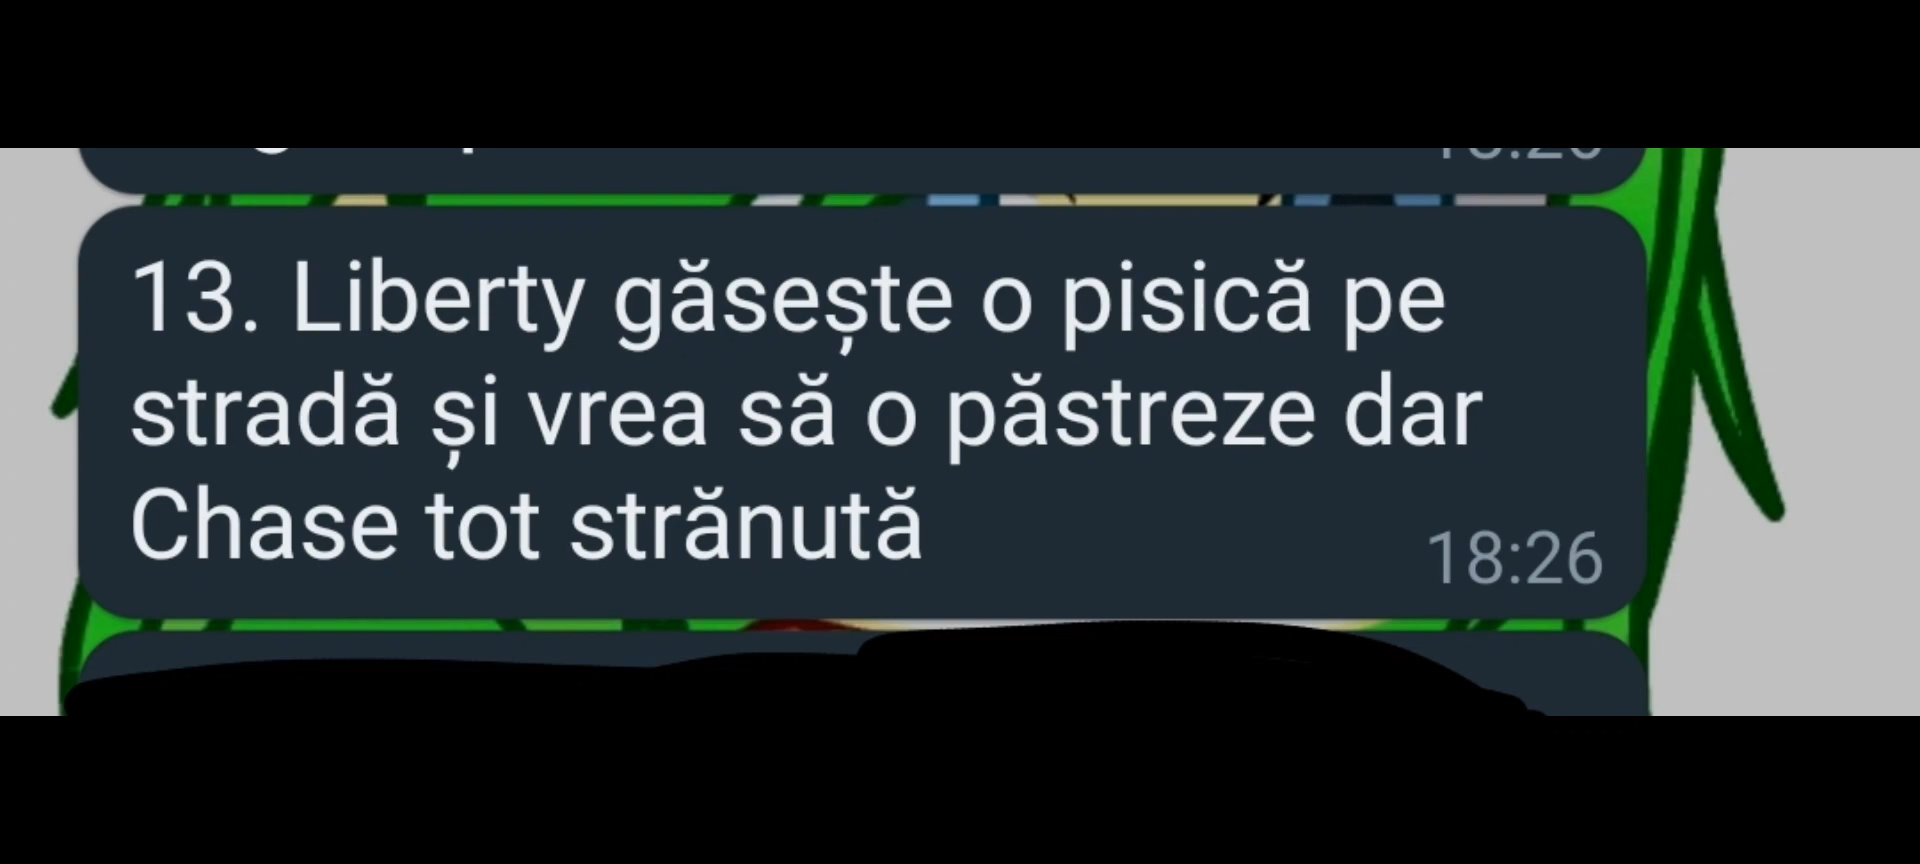 13. Liberty găsește o pisică pe
stradă și vrea să o păstreze dar
Chase tot strănută
18:26